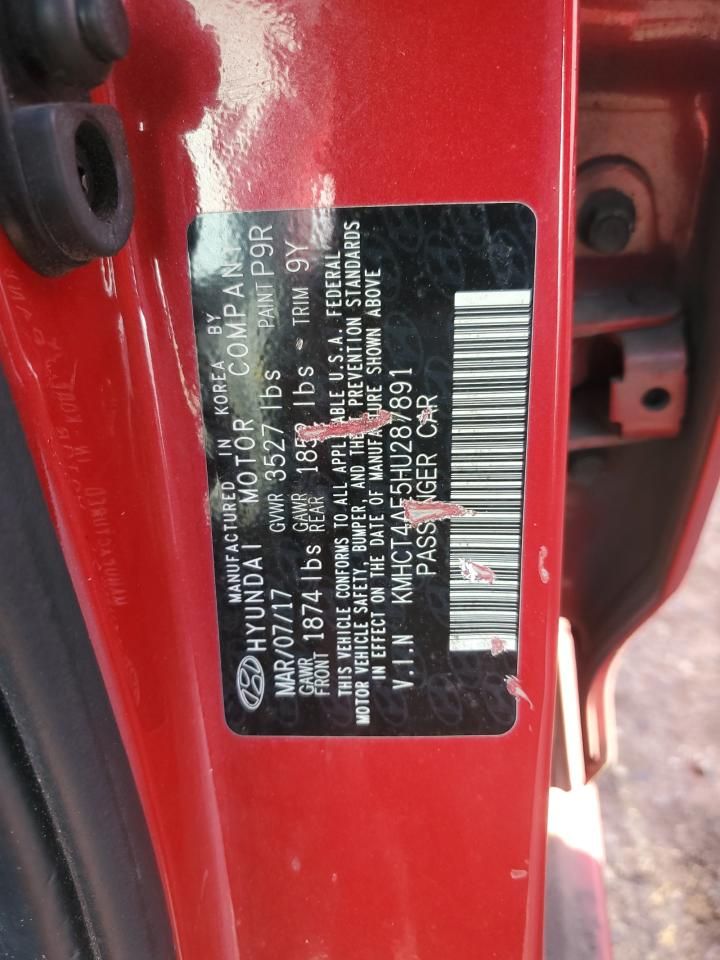 MANUFACTURED IN KOREA BY
HYUNDAI MOTOR COMPANY
MAR/07/17 GVWR 3527 lbs PAINT P9R
GAWR FRONT 1874 lbs GAWR REAR lbs TRIM 9Y
THIS VEHICLE CONFORMS TO ALL APPLICABLE U.S.A. FEDERAL
MOTOR VEHICLE SAFETY, BUMPER, AND THEFT PREVENTION STANDARDS
IN EFFECT ON THE DATE OF MANUFACTURE SHOWN ABOVE
V.I.N KMHCT4AE5HU287891
PASSENGER CAR